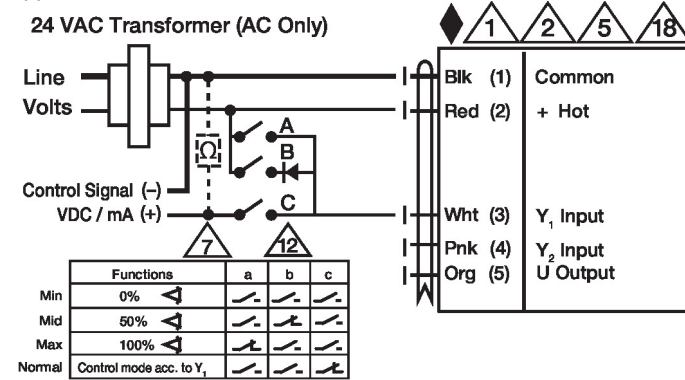 24 VAC Transformer (AC Only)
1 2 5 18
Line
Volts
Blk (1) Common
Red (2) + Hot
A
Ω
B
Control Signal (–)
VDC / mA (+)
C
Wht (3) Y1 Input
Pnk (4) Y2 Input
Org (5) U Output
7 12
Functions a b c
Min 0%
Mid 50%
Max 100%
Normal Control mode acc. to Y1